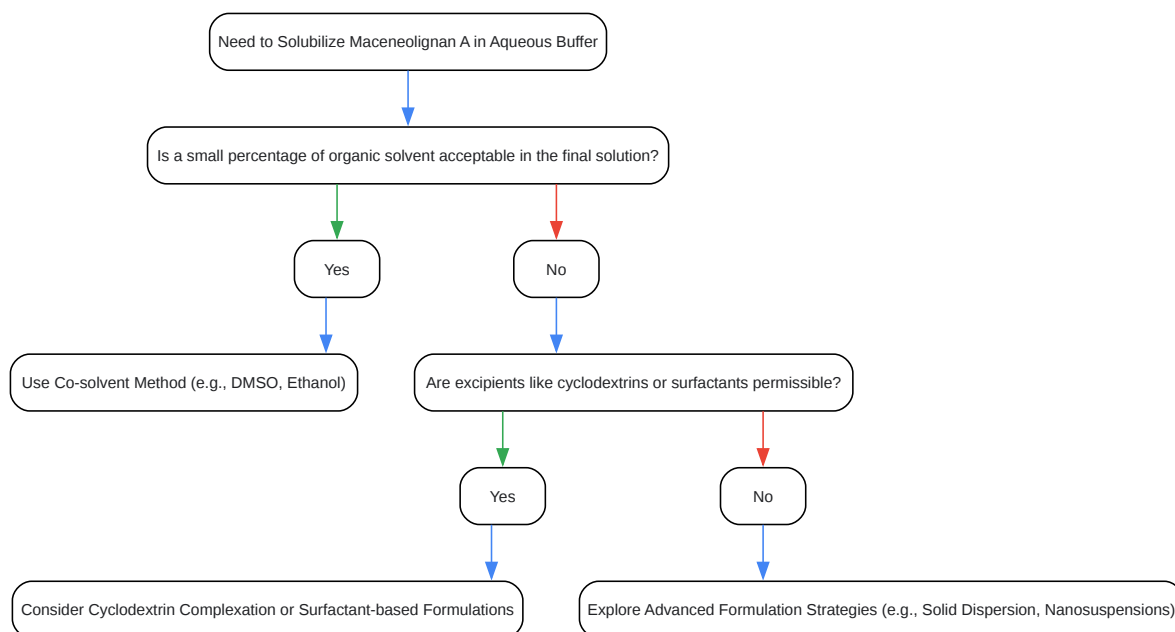 Need to Solubilize Maceneolignan A in Aqueous Buffer
Is a small percentage of organic solvent acceptable in the final solution?
Yes
No
Use Co-solvent Method (e.g., DMSO, Ethanol)
Are excipients like cyclodextrins or surfactants permissible?
Yes
No
Consider Cyclodextrin Complexation or Surfactant-based Formulations
Explore Advanced Formulation Strategies (e.g., Solid Dispersion, Nanosuspensions)